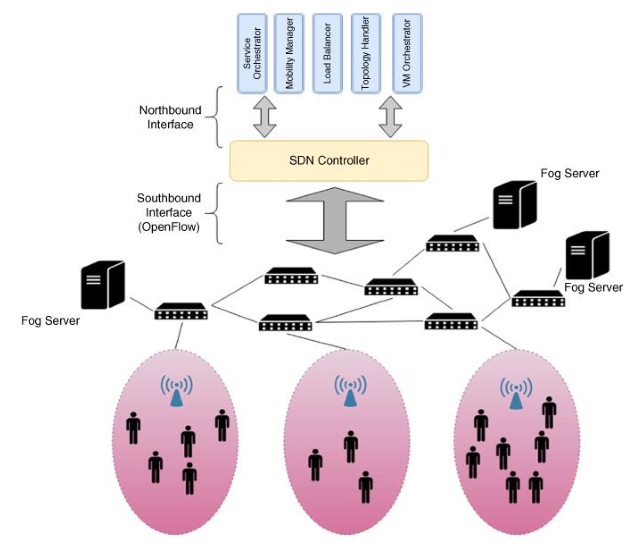 Service
Orchestrator
Mobility Manager
Load Balancer
Topology Handler
VM Orchestrator
Northbound
Interface
SDN Controller
Southbound
Interface
(OpenFlow)
Fog Server
Fog Server
Fog Server